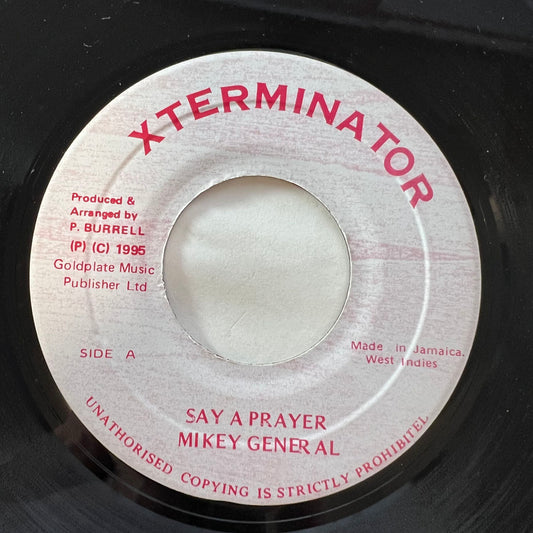 XTERMINATOR
Produced &
Arranged by
P. BURRELL
(P) (C) 1995
Goldplate Music
Publisher Ltd
SIDE A
Made in Jamaica,
West Indies
SAY A PRAYER
MIKEY GENERAL
UNATHORISED COPYING IS STRICTLY PROHIBITEL